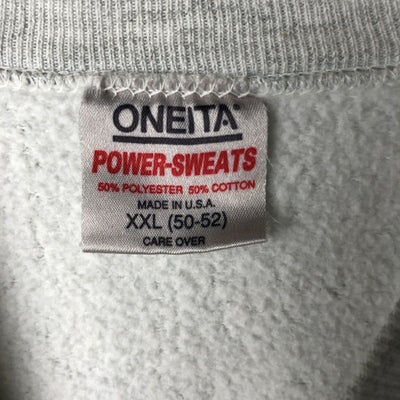 ONEITA
POWER-SWEATS
50% POLYESTER 50% COTTON
MADE IN U.S.A.
XXL (50-52)
CARE OVER